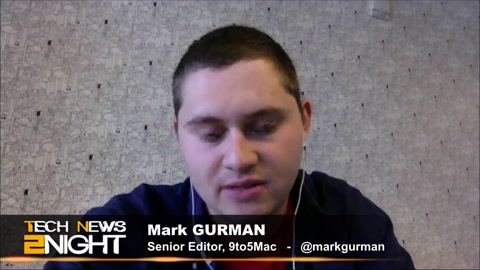 TECH NEWS
2NIGHT
Mark GURMAN
Senior Editor, 9to5Mac - @markgurman